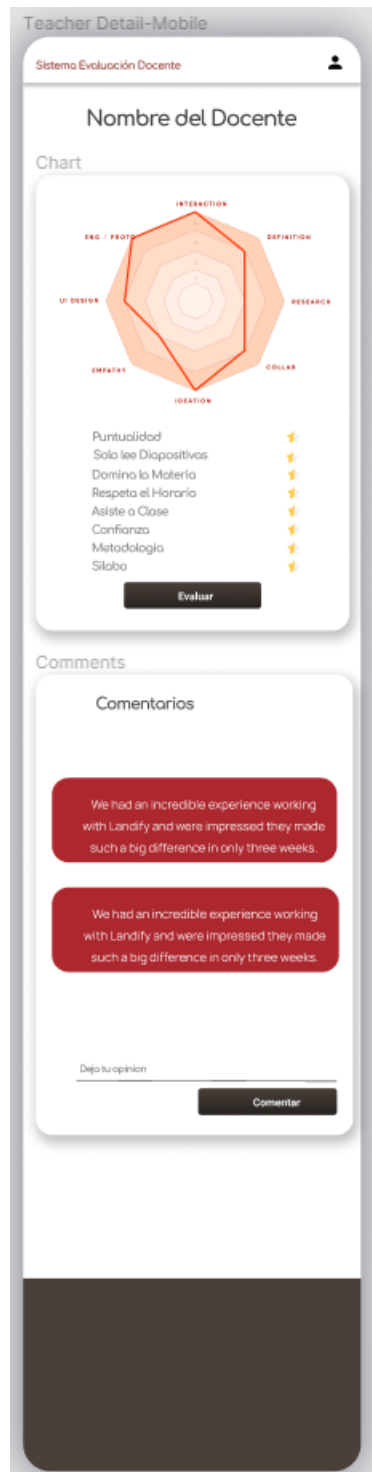 Teacher Detail-Mobile
Sistema Evaluación Docente
Nombre del Docente
Chart
INTERACTION
ENG / PROTO
DEFINITION
UI DESIGN
RESEARCH
EMPATHY
COLLAB
IDEATION
Puntualidad
Solo lee Diapositivas
Domina la Materia
Respeta el Horario
Asiste a Clase
Confianza
Metodologia
Silabo
Evaluar
Comments
Comentarios
We had an incredible experience working
with Landify and were impressed they made
such a big difference in only three weeks.
We had an incredible experience working
with Landify and were impressed they made
such a big difference in only three weeks.
Deja tu opinion
Comentar